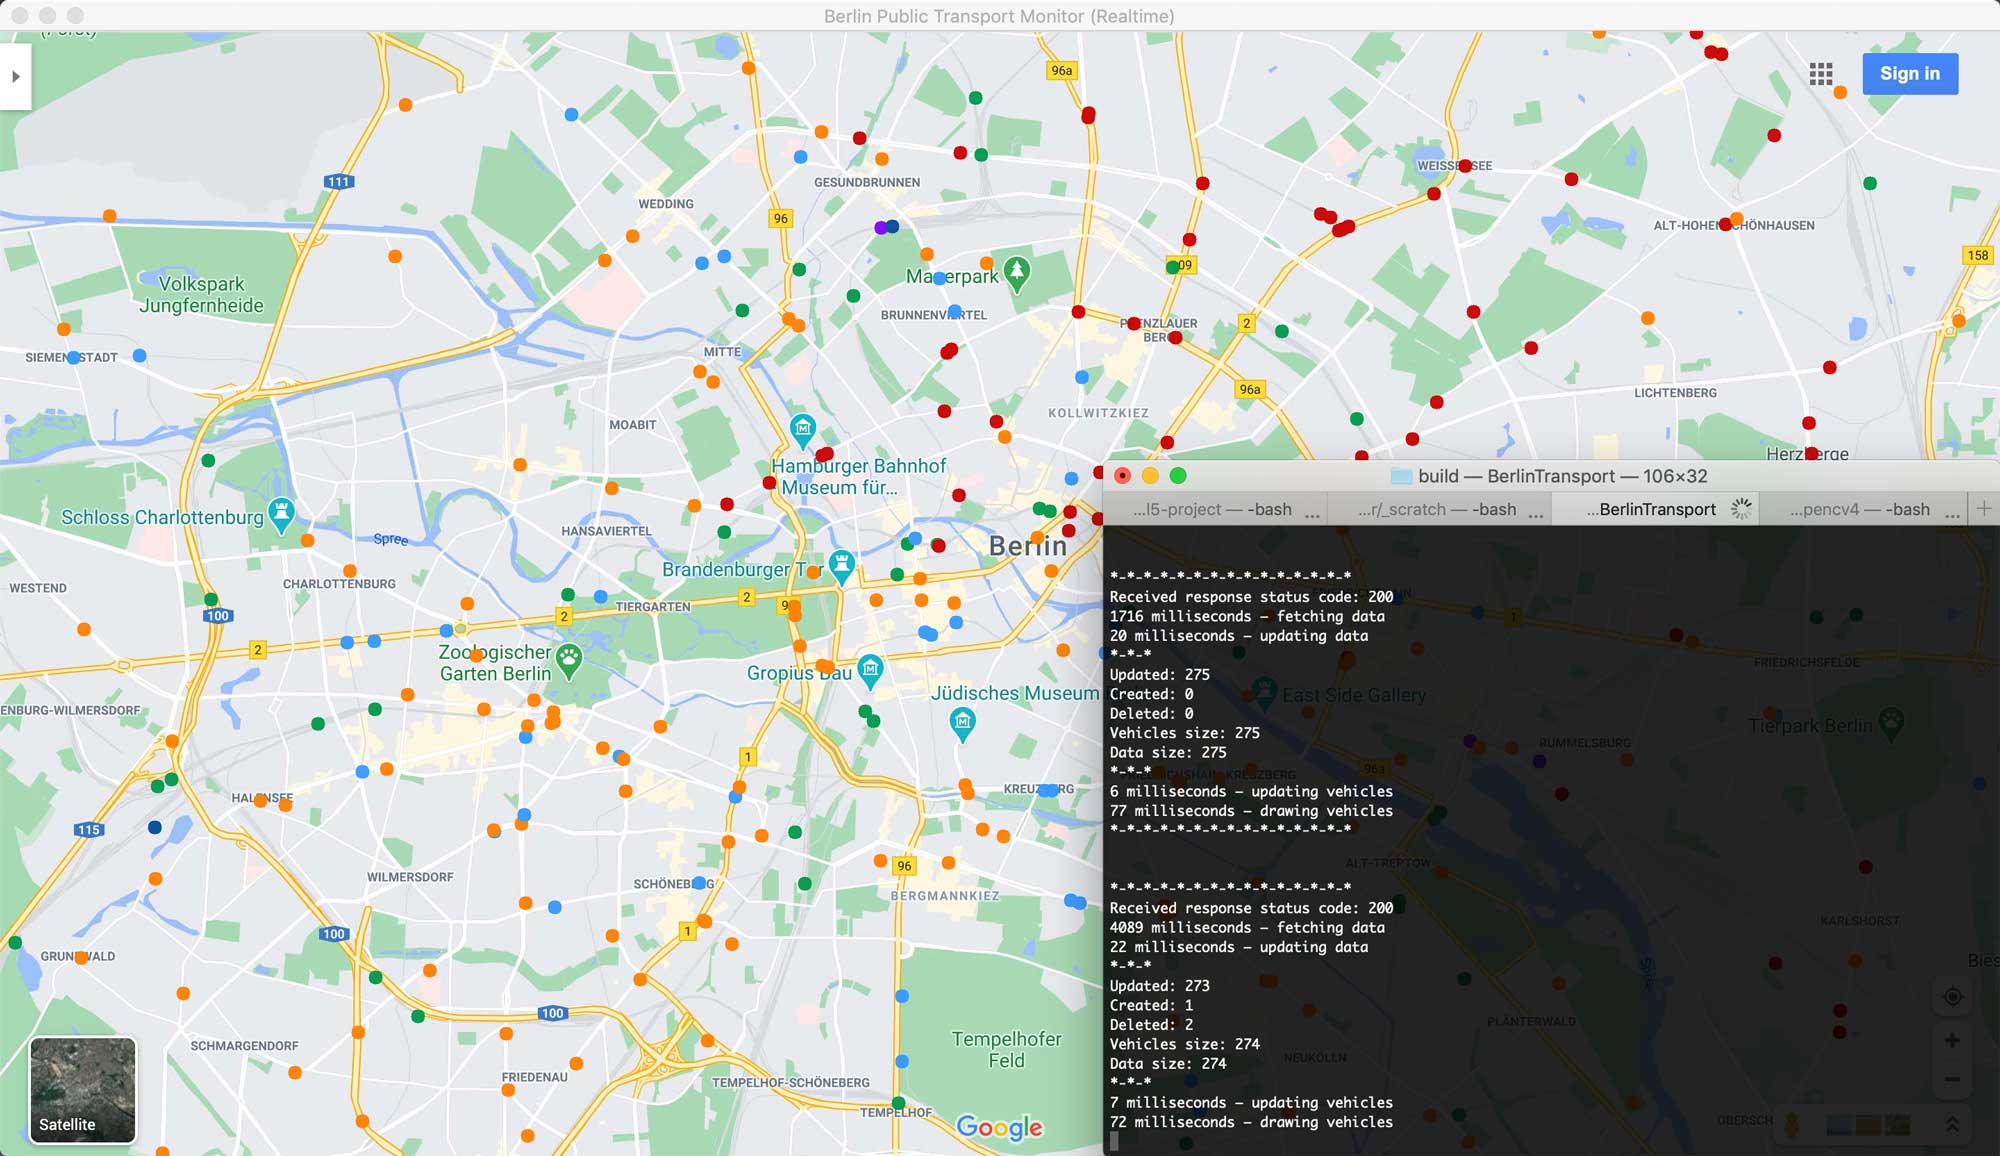 Berlin Public Transport Monitor (Realtime)
(Forst)
96a
Sign in
111
GESUNDBRUNNEN
WEDDING
96
WEISSENSEE
ALT-HOHENSCHÖNHAUSEN
158
Volkspark
Jungfernheide
Mauerpark
109
BRUNNENVIERTEL
PRENZLAUER
BERG
2
SIEMENSSTADT
MITTE
96a
LICHTENBERG
KOLLWITZKIEZ
MOABIT
Herzberge
Hamburger Bahnhof
Museum für...
Schloss Charlottenburg
Spree
HANSAVIERTEL
Berlin
WESTEND
CHARLOTTENBURG
Brandenburger Tor
TIERGARTEN
2
100
2
2
Zoologischer
Garten Berlin
Gropius Bau
Jüdisches Museum
ENBURG-WILMERSDORF
1
HALENSEE
KREUZBERG
115
WILMERSDORF
SCHÖNEBERG
96
BERGMANNKIEZ
100
1
GRUNEWALD
100
Tempelhofer
Feld
SCHMARGENDORF
FRIEDENAU
TEMPELHOF-SCHÖNEBERG
TEMPELHOF
Satellite
Google
build — BerlinTransport — 106×32
...l5-project — -bash ...
...r/_scratch — -bash ...
...BerlinTransport
...pencv4 — -bash ...
*-*-*-*-*-*-*-*-*-*-*-*-*-*-*
Received response status code: 200
1716 milliseconds – fetching data
20 milliseconds – updating data
*-*-*
Updated: 275
Created: 0
Deleted: 0
Vehicles size: 275
Data size: 275
*-*-*
6 milliseconds – updating vehicles
77 milliseconds – drawing vehicles
*-*-*-*-*-*-*-*-*-*-*-*-*-*-*
*-*-*-*-*-*-*-*-*-*-*-*-*-*-*
Received response status code: 200
4089 milliseconds – fetching data
22 milliseconds – updating data
*-*-*
Updated: 273
Created: 1
Deleted: 2
Vehicles size: 274
Data size: 274
*-*-*
7 milliseconds – updating vehicles
72 milliseconds – drawing vehicles
1
FRIEDRICHSFELDE
East Side Gallery
Tierpark Berlin
RUMMELSBURG
96a
FRIEDRICHSHAIN-KREUZBERG
ALT-TREPTOW
KARLSHORST
Spree
Bies
PLÄNTERWALD
NEUKÖLLN
OBERSCH